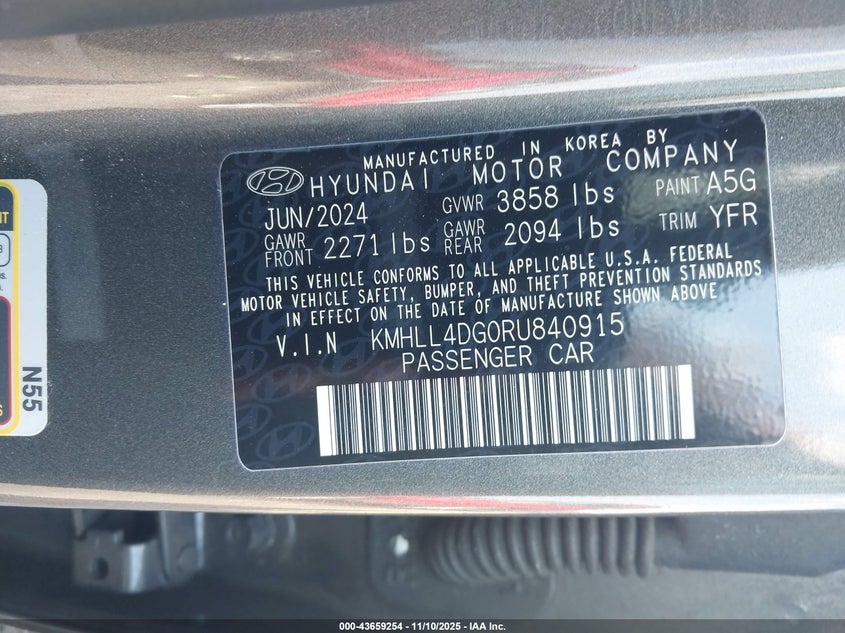 MANUFACTURED IN KOREA BY
HYUNDAI MOTOR COMPANY
JUN/2024 GVWR 3858 lbs PAINT A5G
GAWR FRONT 2271 lbs GAWR REAR 2094 lbs TRIM YFR
THIS VEHICLE CONFORMS TO ALL APPLICABLE U.S.A. FEDERAL
MOTOR VEHICLE SAFETY, BUMPER, AND THEFT PREVENTION STANDARDS
IN EFFECT ON THE DATE OF MANUFACTURE SHOWN ABOVE
V.I.N KMHLL4DG0RU840915
PASSENGER CAR
N55
000-43659254 - 11/10/2025 - IAA Inc.